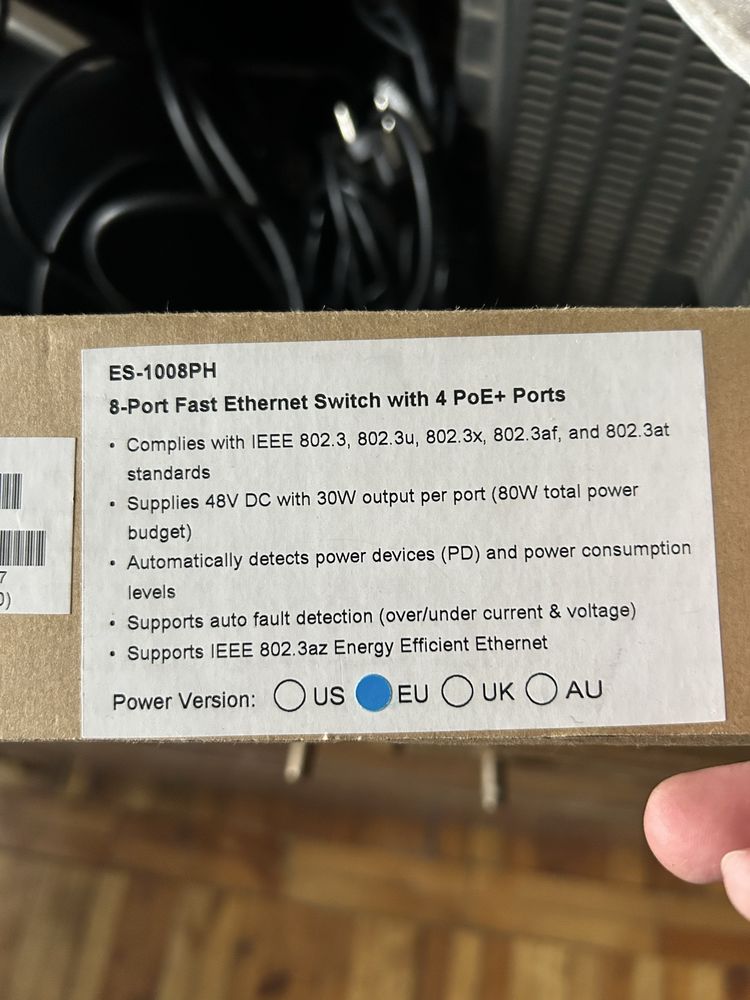 ES-1008PH
8-Port Fast Ethernet Switch with 4 PoE+ Ports
• Complies with IEEE 802.3, 802.3u, 802.3x, 802.3af, and 802.3at
standards
• Supplies 48V DC with 30W output per port (80W total power
budget)
• Automatically detects power devices (PD) and power consumption
levels
• Supports auto fault detection (over/under current & voltage)
• Supports IEEE 802.3az Energy Efficient Ethernet
Power Version: US EU UK AU
7
0)